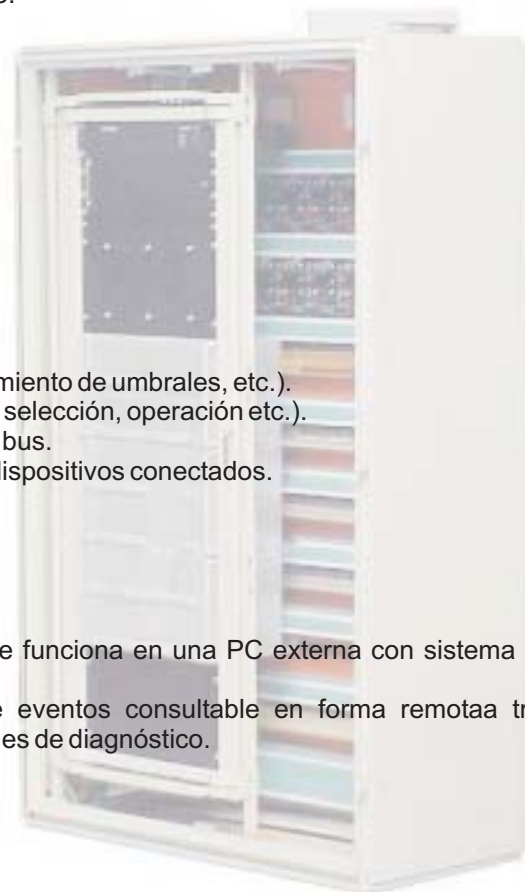 miento de umbrales, etc.).
selección, operación etc.).
bus.
dispositivos conectados.
e funciona en una PC externa con sistema
e eventos consultable en forma remotaa tr
es de diagnóstico.